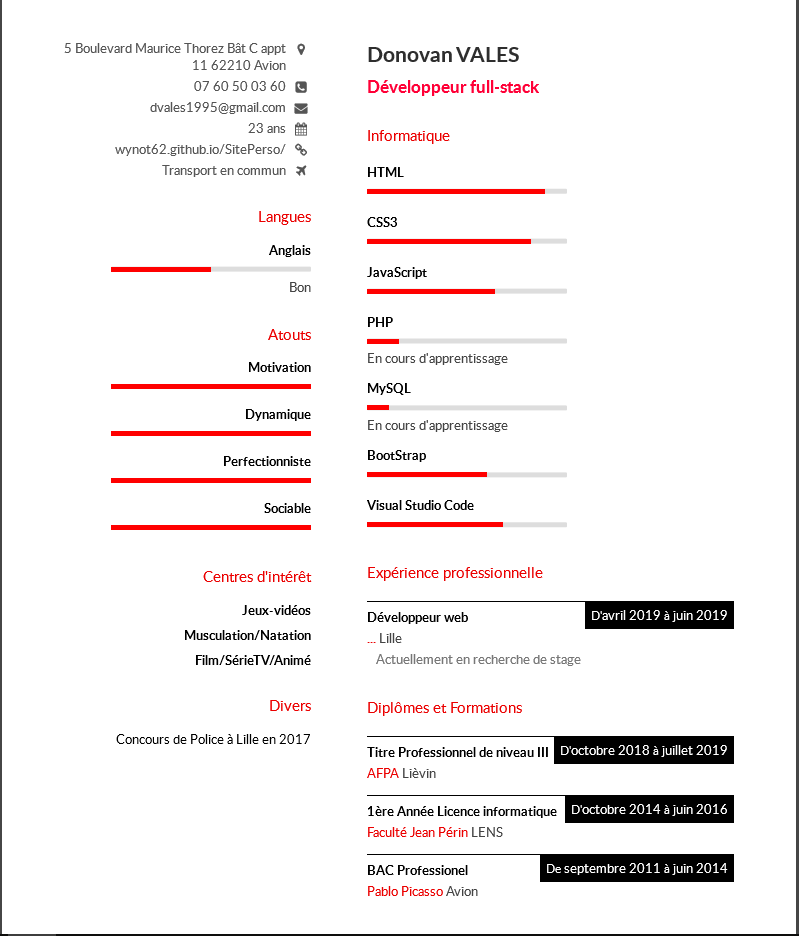 5 Boulevard Maurice Thorez Bât C appt
11 62210 Avion
07 60 50 03 60
dvales1995@gmail.com
23 ans
wynot62.github.io/SitePerso/
Transport en commun
Langues
Anglais
Bon
Atouts
Motivation
Dynamique
Perfectionniste
Sociable
Centres d'intérêt
Jeux-vidéos
Musculation/Natation
Film/SérieTV/Animé
Divers
Concours de Police à Lille en 2017
Donovan VALES
Développeur full-stack
Informatique
HTML
CSS3
JavaScript
PHP
En cours d'apprentissage
MySQL
En cours d'apprentissage
BootStrap
Visual Studio Code
Expérience professionnelle
Développeur web D'avril 2019 à juin 2019
... Lille
Actuellement en recherche de stage
Diplômes et Formations
Titre Professionnel de niveau III D'octobre 2018 à juillet 2019
AFPA Lièvin
1ère Année Licence informatique D'octobre 2014 à juin 2016
Faculté Jean Périn LENS
BAC Professionel De septembre 2011 à juin 2014
Pablo Picasso Avion